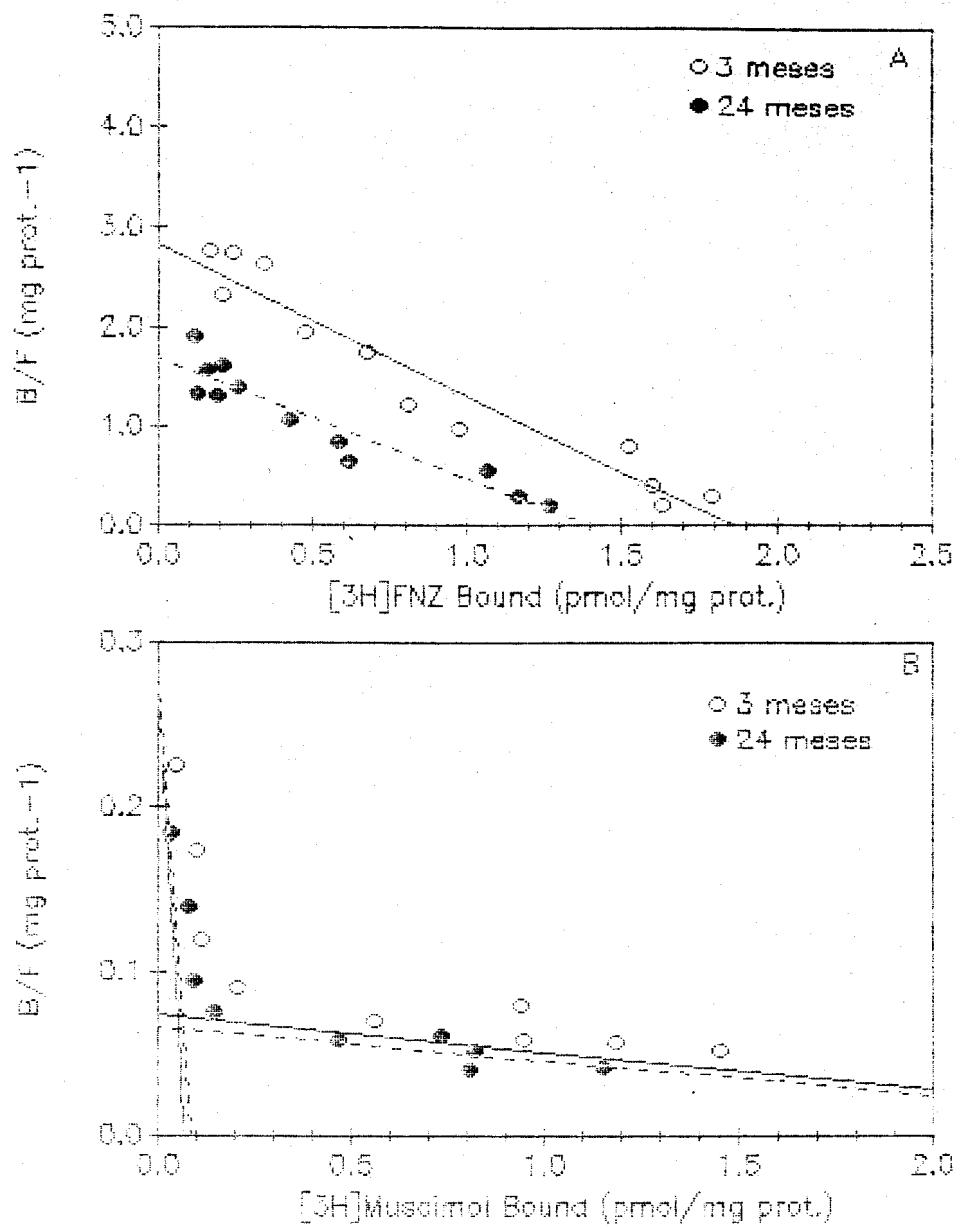 5.0
A
○ 3 meses
● 24 meses
4.0
3.0
2.0
1.0
0.0
B/F (mg prot.-1)
0.0 0.5 1.0 1.5 2.0 2.5
[3H]FNZ Bound (pmol/mg prot.)
0.3
B
○ 3 meses
● 24 meses
0.2
0.1
0.0
B/F (mg prot.-1)
0.0 0.5 1.0 1.5 2.0
[3H]Muscimol Bound (pmol/mg prot.)